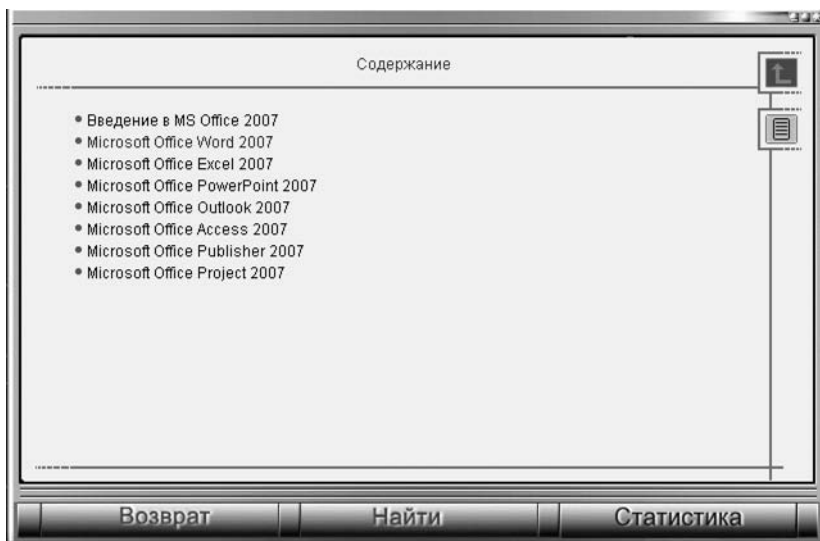 Содержание
Введение в MS Office 2007
Microsoft Office Word 2007
Microsoft Office Excel 2007
Microsoft Office PowerPoint 2007
Microsoft Office Outlook 2007
Microsoft Office Access 2007
Microsoft Office Publisher 2007
Microsoft Office Project 2007
Возврат
Найти
Статистика